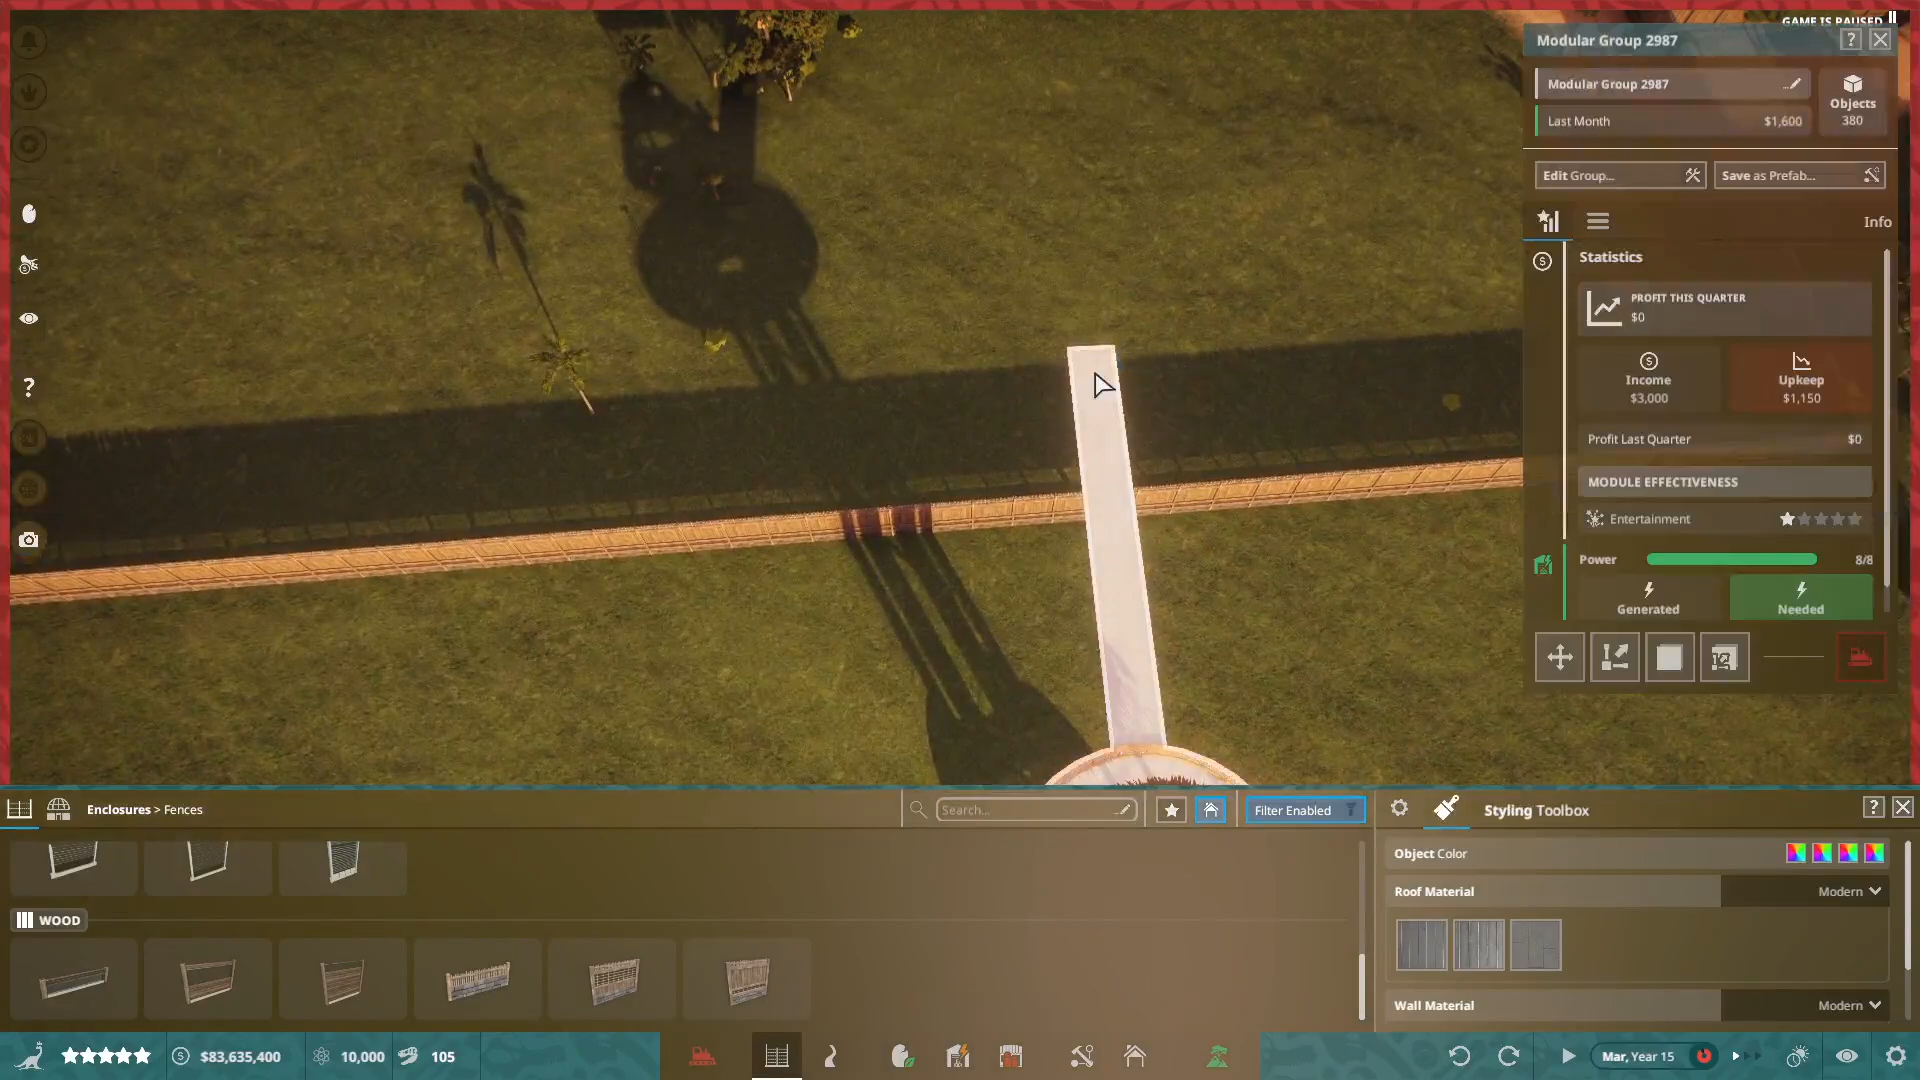 GAME IS PAUSED
Modular Group 2987
?
Modular Group 2987
Objects
380
Last Month $1,600
Edit Group...
Save as Prefab...
Info
Statistics
PROFIT THIS QUARTER
$0
Income
$3,000
Upkeep
$1,150
Profit Last Quarter $0
MODULE EFFECTIVENESS
Entertainment
Power 8/8
Generated
Needed
?
Enclosures > Fences
Search...
Filter Enabled
Styling Toolbox
?
Object Color
Roof Material Modern
WOOD
Wall Material Modern
$83,635,400
10,000
105
Mar, Year 15